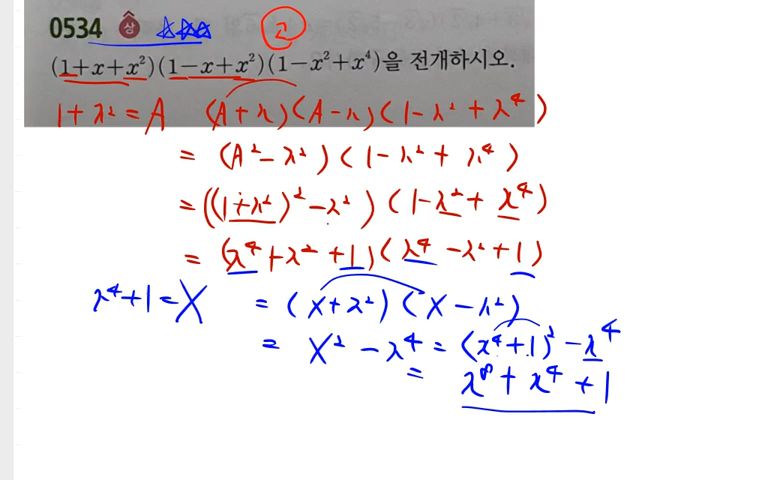 0534 상 ☆☆☆ 2
(1+x+x²)(1−x+x²)(1−x²+x⁴)을 전개하시오.
1+x²=A (A+x)(A−x)(1−x²+x⁴)
= (A²−x²)(1−x²+x⁴)
= ((1+x²)²−x²)(1−x²+x⁴)
= (x⁴+x²+1)(x⁴−x²+1)
x⁴+1=X = (X+x²)(X−x²)
= X²−x⁴ = (x⁴+1)²−x⁴
= x⁸+x⁴+1